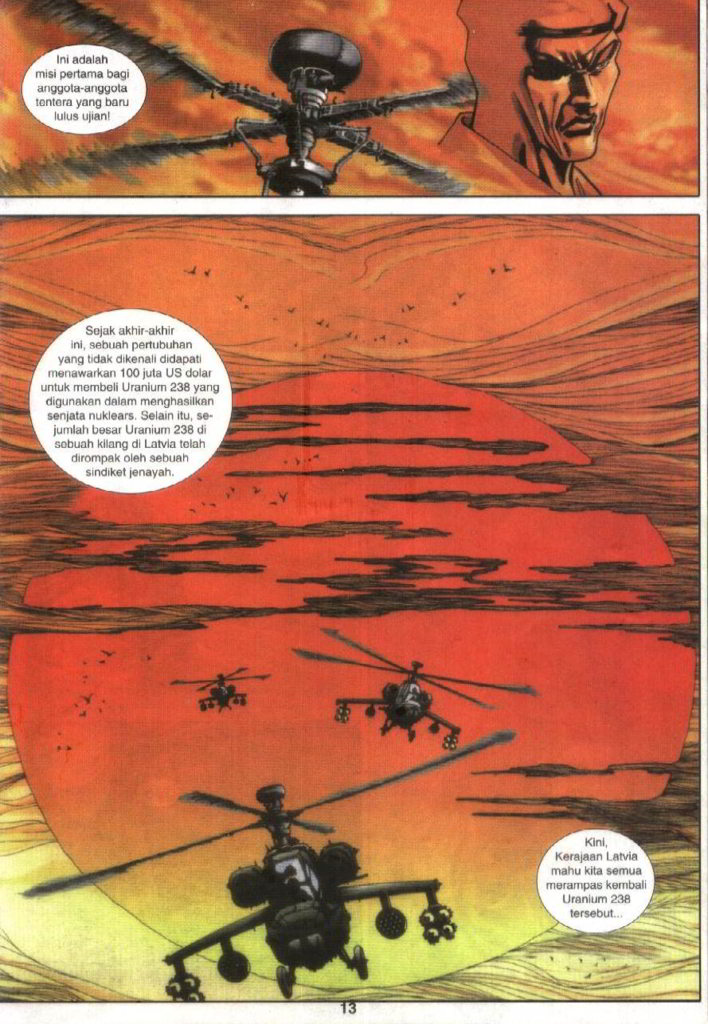 Ini adalah
misi pertama bagi
anggota-anggota
tentera yang baru
lulus ujian!
Sejak akhir-akhir
ini, sebuah pertubuhan
yang tidak dikenali didapati
menawarkan 100 juta US dolar
untuk membeli Uranium 238 yang
digunakan dalam menghasilkan
senjata nuklears. Selain itu, se-
jumlah besar Uranium 238 di
sebuah kilang di Latvia telah
dirompak oleh sebuah
sindiket jenayah.
Kini,
Kerajaan Latvia
mahu kita semua
merampas kembali
Uranium 238
tersebut...
13